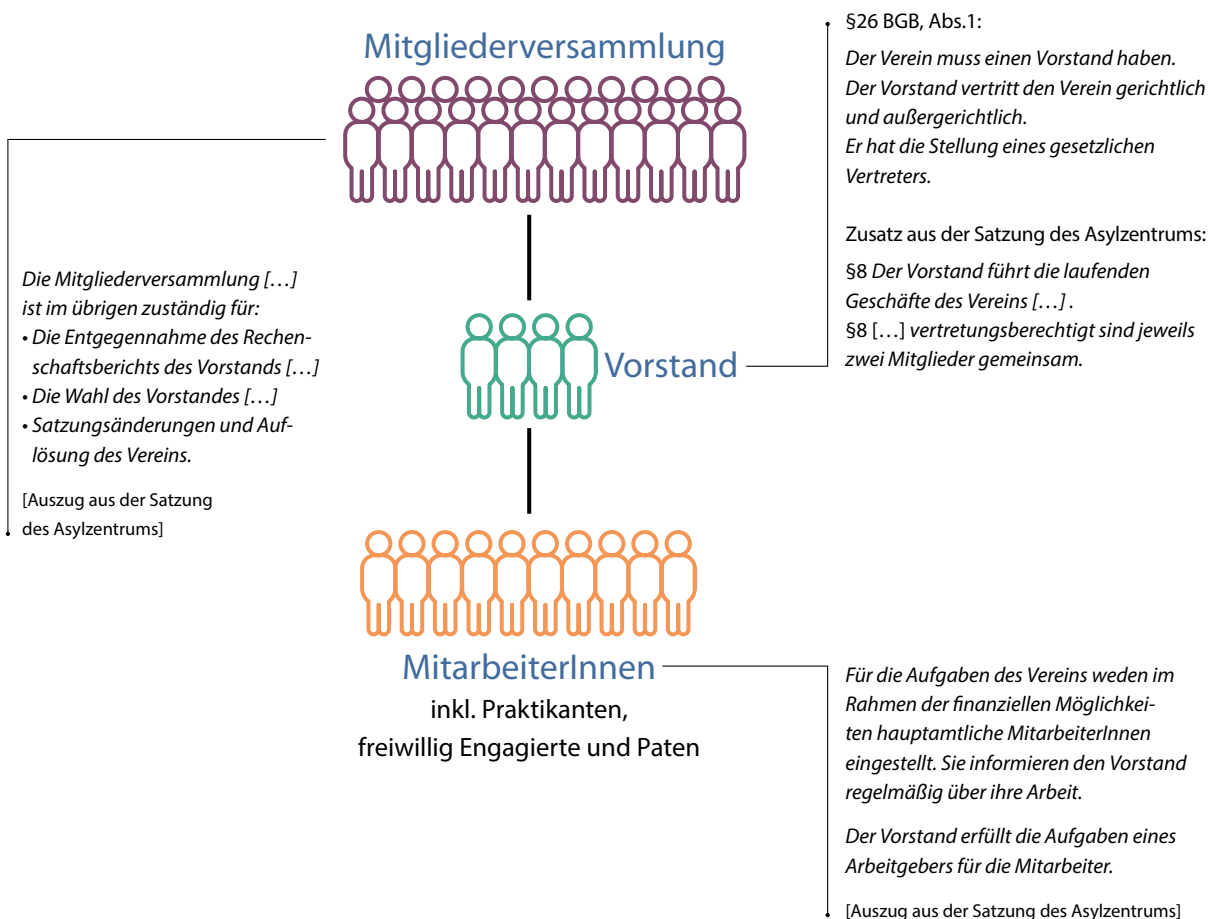 Mitgliederversammlung
§26 BGB, Abs.1:
Der Verein muss einen Vorstand haben.
Der Vorstand vertritt den Verein gerichtlich
und außergerichtlich.
Er hat die Stellung eines gesetzlichen
Vertreters.
Zusatz aus der Satzung des Asylzentrums:
§8 Der Vorstand führt die laufenden
Geschäfte des Vereins […] .
§8 […] vertretungsberechtigt sind jeweils
zwei Mitglieder gemeinsam.
Die Mitgliederversammlung […]
ist im übrigen zuständig für:
• Die Entgegennahme des Rechen-
schaftsberichts des Vorstands […]
• Die Wahl des Vorstandes […]
• Satzungsänderungen und Auf-
lösung des Vereins.
[Auszug aus der Satzung
des Asylzentrums]
Vorstand
MitarbeiterInnen
inkl. Praktikanten,
freiwillig Engagierte und Paten
Für die Aufgaben des Vereins weden im
Rahmen der finanziellen Möglichkei-
ten hauptamtliche MitarbeiterInnen
eingestellt. Sie informieren den Vorstand
regelmäßig über ihre Arbeit.
Der Vorstand erfüllt die Aufgaben eines
Arbeitgebers für die Mitarbeiter.
[Auszug aus der Satzung des Asylzentrums]